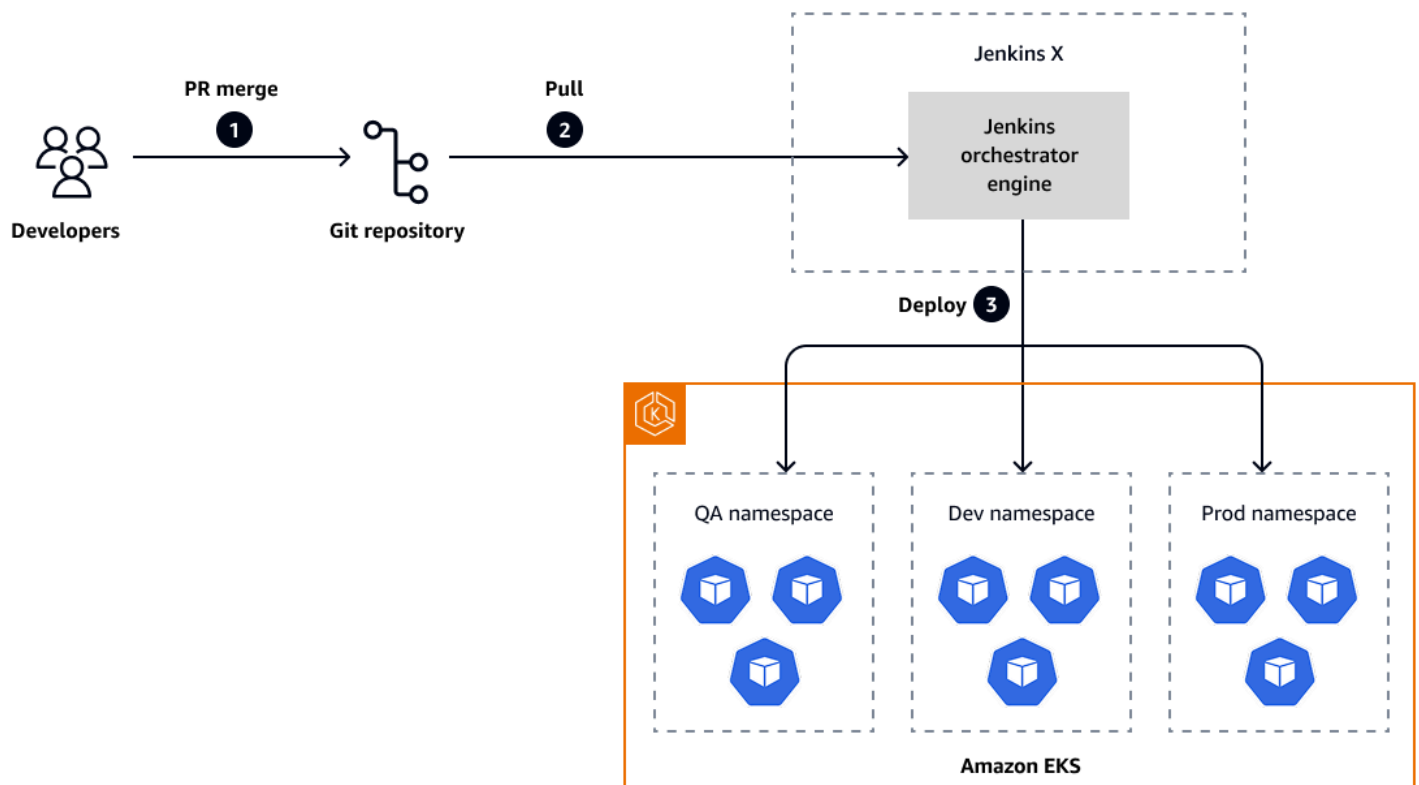 Jenkins X
PR merge
1
Pull
2
Jenkins
orchestrator
engine
Developers
Git repository
Deploy 3
K
QA namespace
Dev namespace
Prod namespace
Amazon EKS